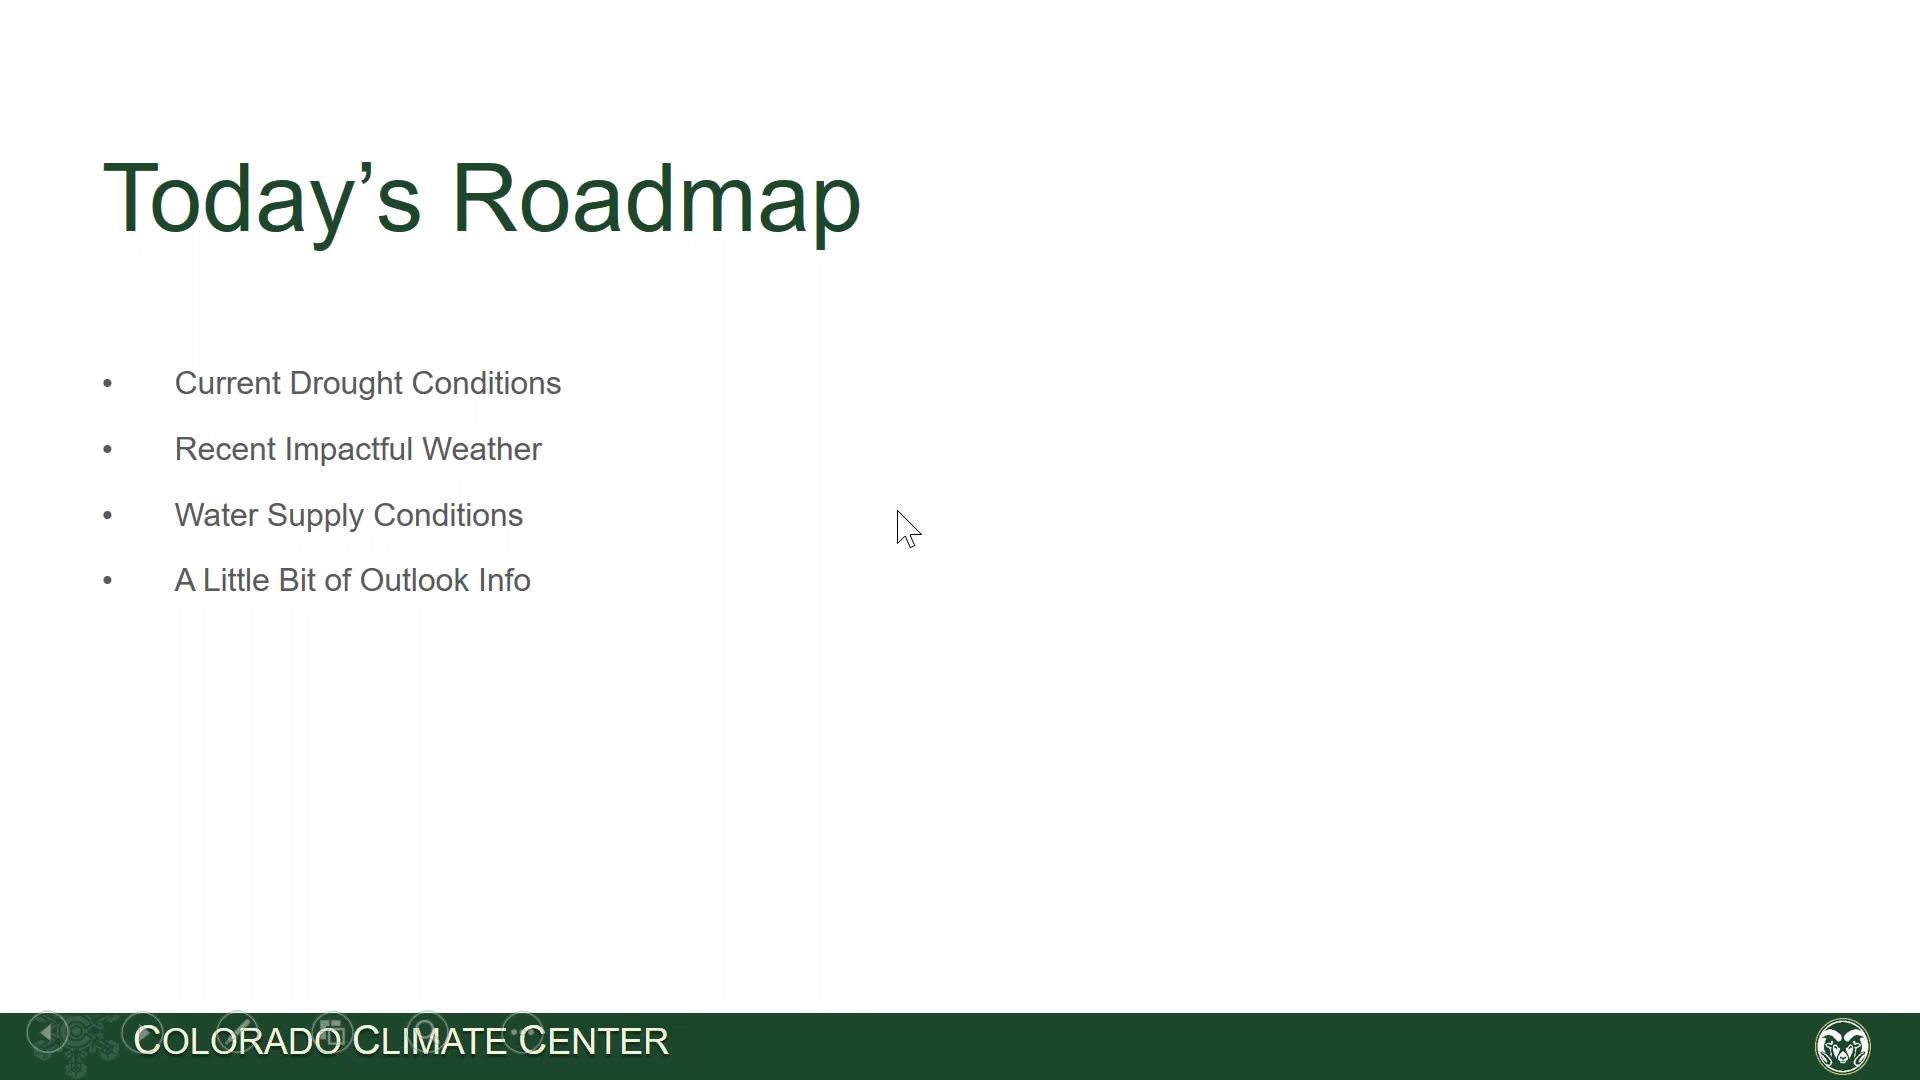 Today’s Roadmap
• Current Drought Conditions
• Recent Impactful Weather
• Water Supply Conditions
• A Little Bit of Outlook Info
COLORADO CLIMATE CENTER